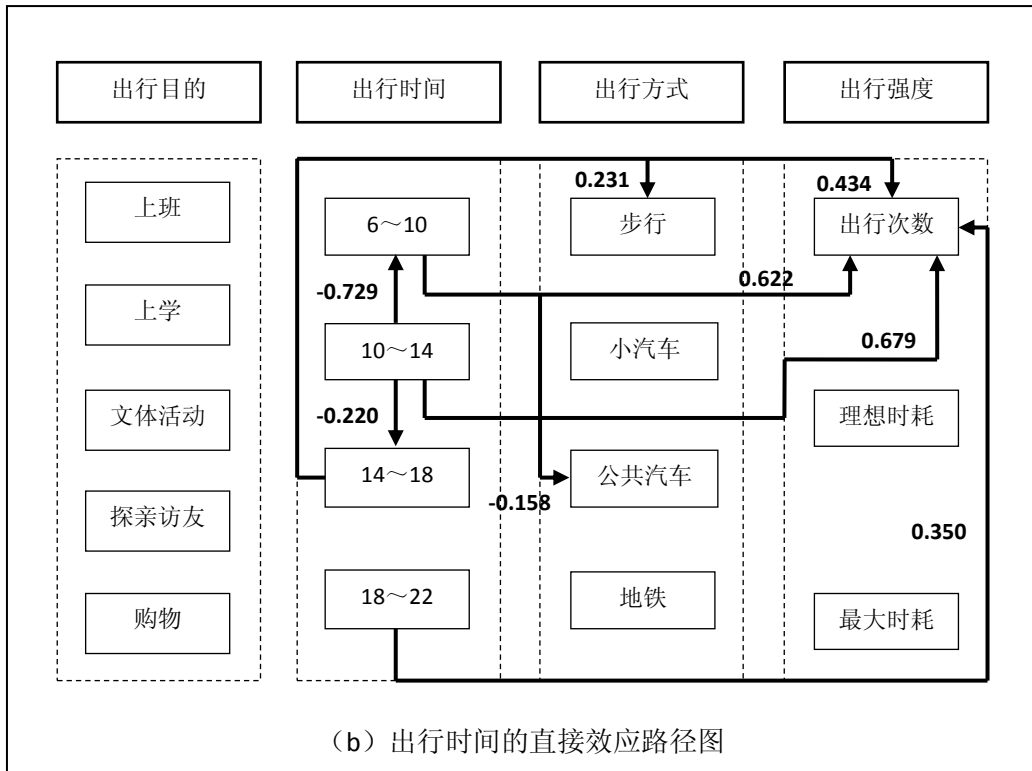 出行目的 出行时间 出行方式 出行强度
0.231 0.434
上班 6～10 步行 出行次数
-0.729 0.622
上学 10～14 小汽车 0.679
文体活动 -0.220 理想时耗
14～18 公共汽车
探亲访友 -0.158 0.350
18～22 地铁
购物 最大时耗
（b）出行时间的直接效应路径图